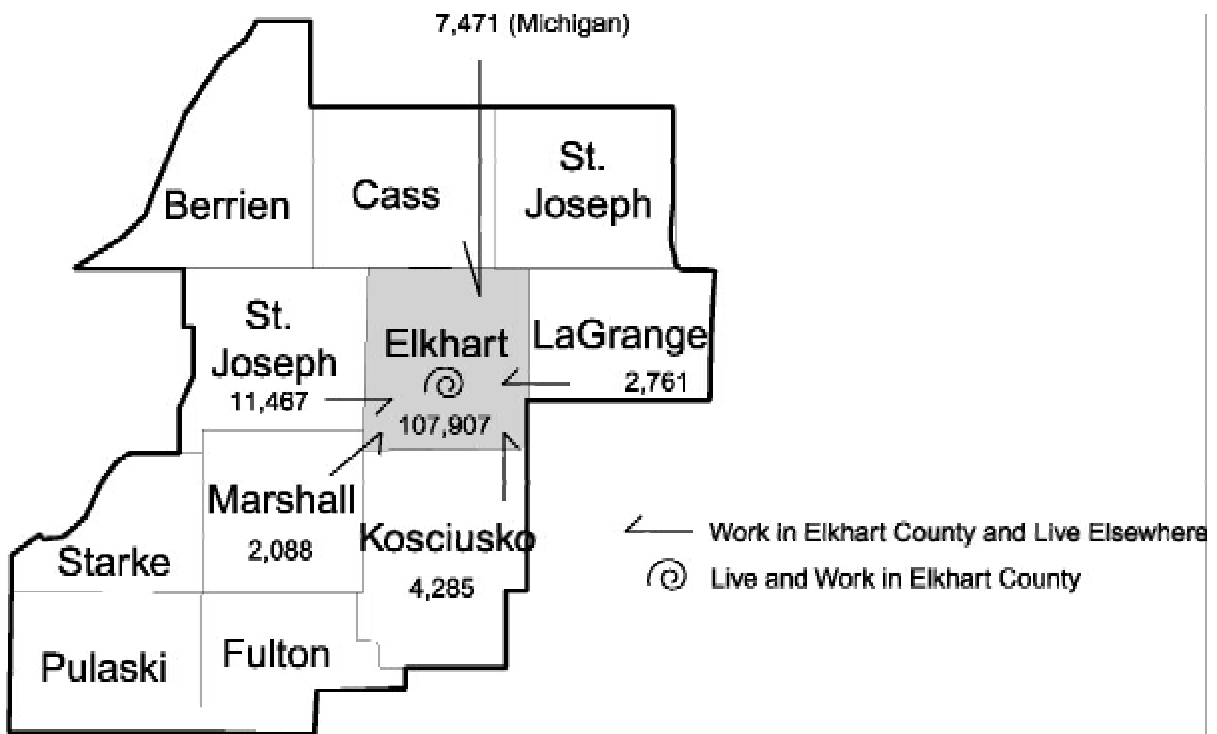 7,471 (Michigan)
Berrien
Cass
St.
Joseph
St.
Joseph
11,467
Elkhart
107,907
LaGrange
2,761
Marshall
2,088
Kosciusko
4,285
Starke
Pulaski
Fulton
Work in Elkhart County and Live Elsewhere
Live and Work in Elkhart County